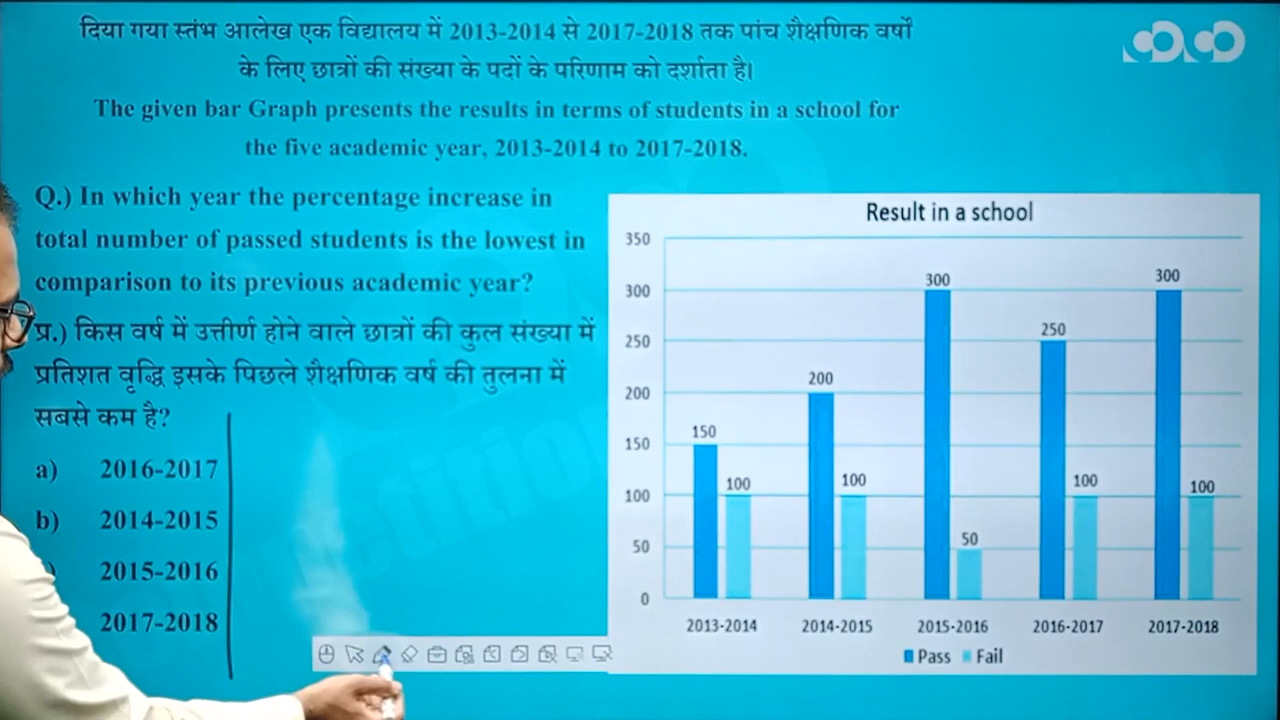 दिया गया स्तंभ आलेख एक विद्यालय में 2013-2014 से 2017-2018 तक पांच शैक्षणिक वर्षों
के लिए छात्रों की संख्या के पदों के परिणाम को दर्शाता है।
The given bar Graph presents the results in terms of students in a school for
the five academic year, 2013-2014 to 2017-2018.
Q.) In which year the percentage increase in
total number of passed students is the lowest in
comparison to its previous academic year?
प्र.) किस वर्ष में उत्तीर्ण होने वाले छात्रों की कुल संख्या में
प्रतिशत वृद्धि इसके पिछले शैक्षणिक वर्ष की तुलना में
सबसे कम है?
a) 2016-2017
b) 2014-2015
2015-2016
2017-2018
Result in a school
350
300
250
200
150
100
50
0
150
100
200
100
300
50
250
100
300
100
2013-2014 2014-2015 2015-2016 2016-2017 2017-2018
Pass Fail